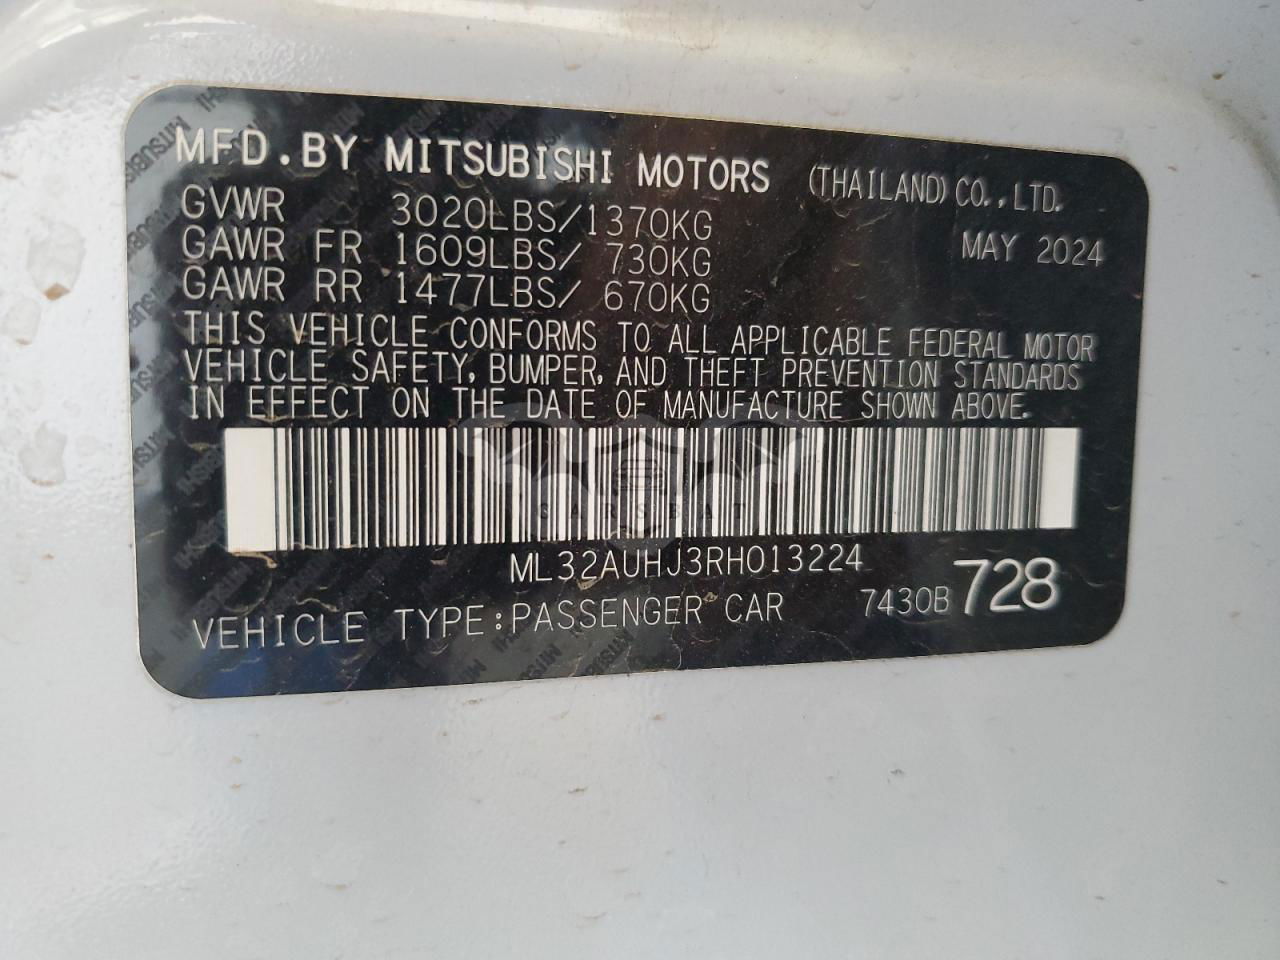 MFD.BY MITSUBISHI MOTORS (THAILAND)CO.,LTD.
GVWR 3020LBS/1370KG MAY 2024
GAWR FR 1609LBS/ 730KG
GAWR RR 1477LBS/ 670KG
THIS VEHICLE CONFORMS TO ALL APPLICABLE FEDERAL MOTOR
VEHICLE SAFETY, BUMPER, AND THEFT PREVENTION STANDARDS
IN EFFECT ON THE DATE OF MANUFACTURE SHOWN ABOVE.
CARSBAT
ML32AUHJ3RH013224
VEHICLE TYPE:PASSENGER CAR 7430B 728